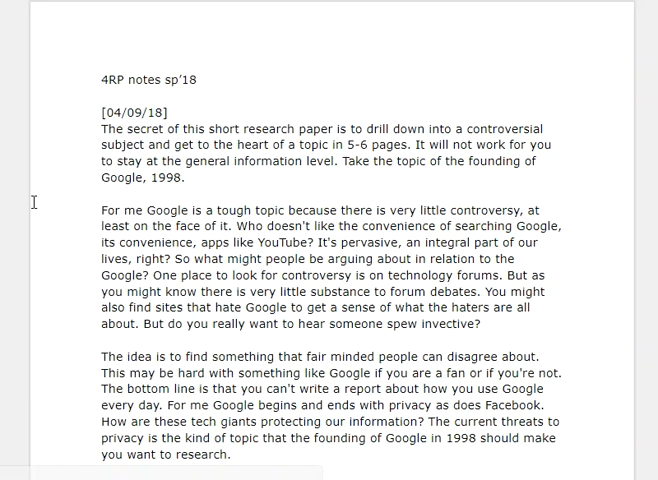 4RP notes sp'18
[04/09/18]
The secret of this short research paper is to drill down into a controversial
subject and get to the heart of a topic in 5-6 pages. It will not work for you
to stay at the general information level. Take the topic of the founding of
Google, 1998.
For me Google is a tough topic because there is very little controversy, at
least on the face of it. Who doesn't like the convenience of searching Google,
its convenience, apps like YouTube? It's pervasive, an integral part of our
lives, right? So what might people be arguing about in relation to the
Google? One place to look for controversy is on technology forums. But as
you might know there is very little substance to forum debates. You might
also find sites that hate Google to get a sense of what the haters are all
about. But do you really want to hear someone spew invective?
The idea is to find something that fair minded people can disagree about.
This may be hard with something like Google if you are a fan or if you're not.
The bottom line is that you can't write a report about how you use Google
every day. For me Google begins and ends with privacy as does Facebook.
How are these tech giants protecting our information? The current threats to
privacy is the kind of topic that the founding of Google in 1998 should make
you want to research.